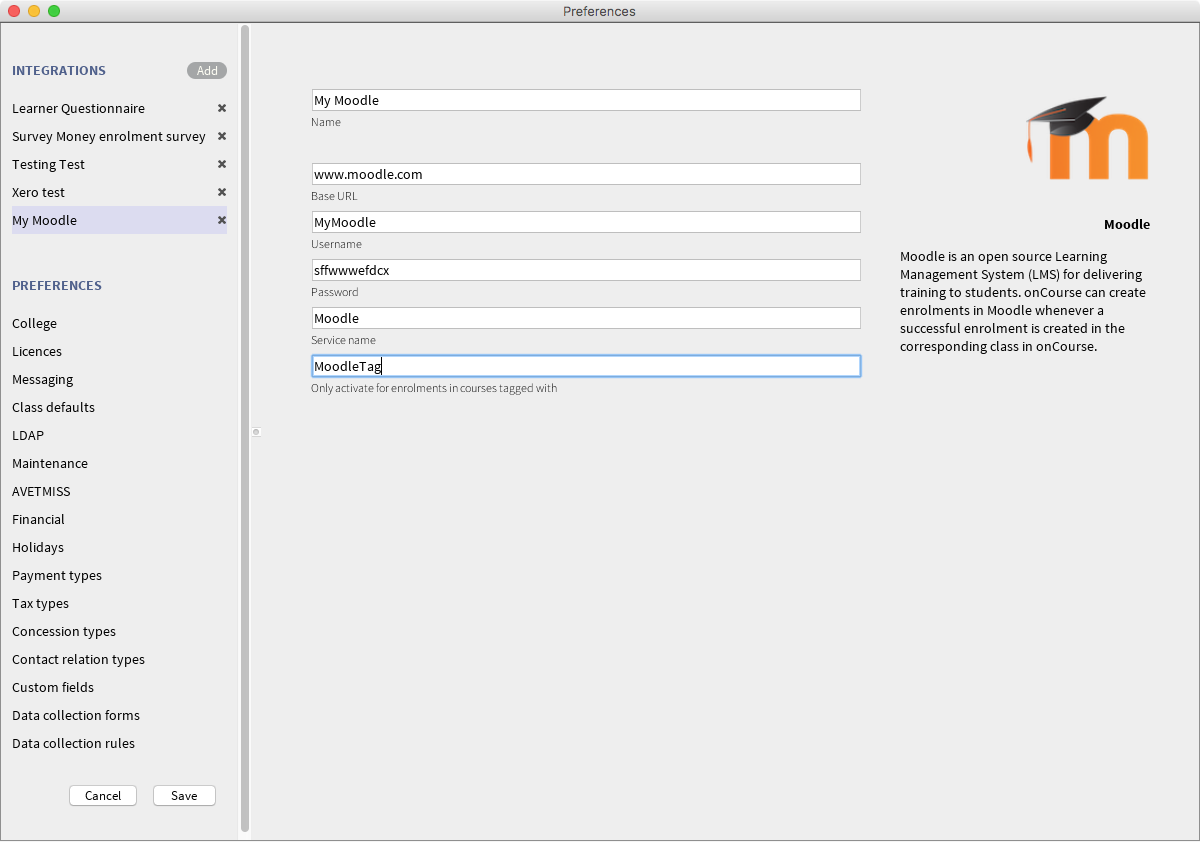 Preferences
INTEGRATIONS
Add
Learner Questionnaire
Survey Money enrolment survey
Testing Test
Xero test
My Moodle
PREFERENCES
College
Licences
Messaging
Class defaults
LDAP
Maintenance
AVETMISS
Financial
Holidays
Payment types
Tax types
Concession types
Contact relation types
Custom fields
Data collection forms
Data collection rules
Cancel
Save
My Moodle
Name
www.moodle.com
Base URL
MyMoodle
Username
sffwwwefdcx
Password
Moodle
Service name
MoodleTag
Only activate for enrolments in courses tagged with
m
Moodle
Moodle is an open source Learning
Management System (LMS) for delivering
training to students. onCourse can create
enrolments in Moodle whenever a
successful enrolment is created in the
corresponding class in onCourse.